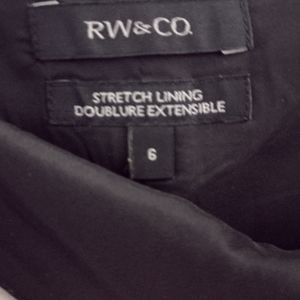 RW&CO.
STRETCH LINING
DOUBLURE EXTENSIBLE
6